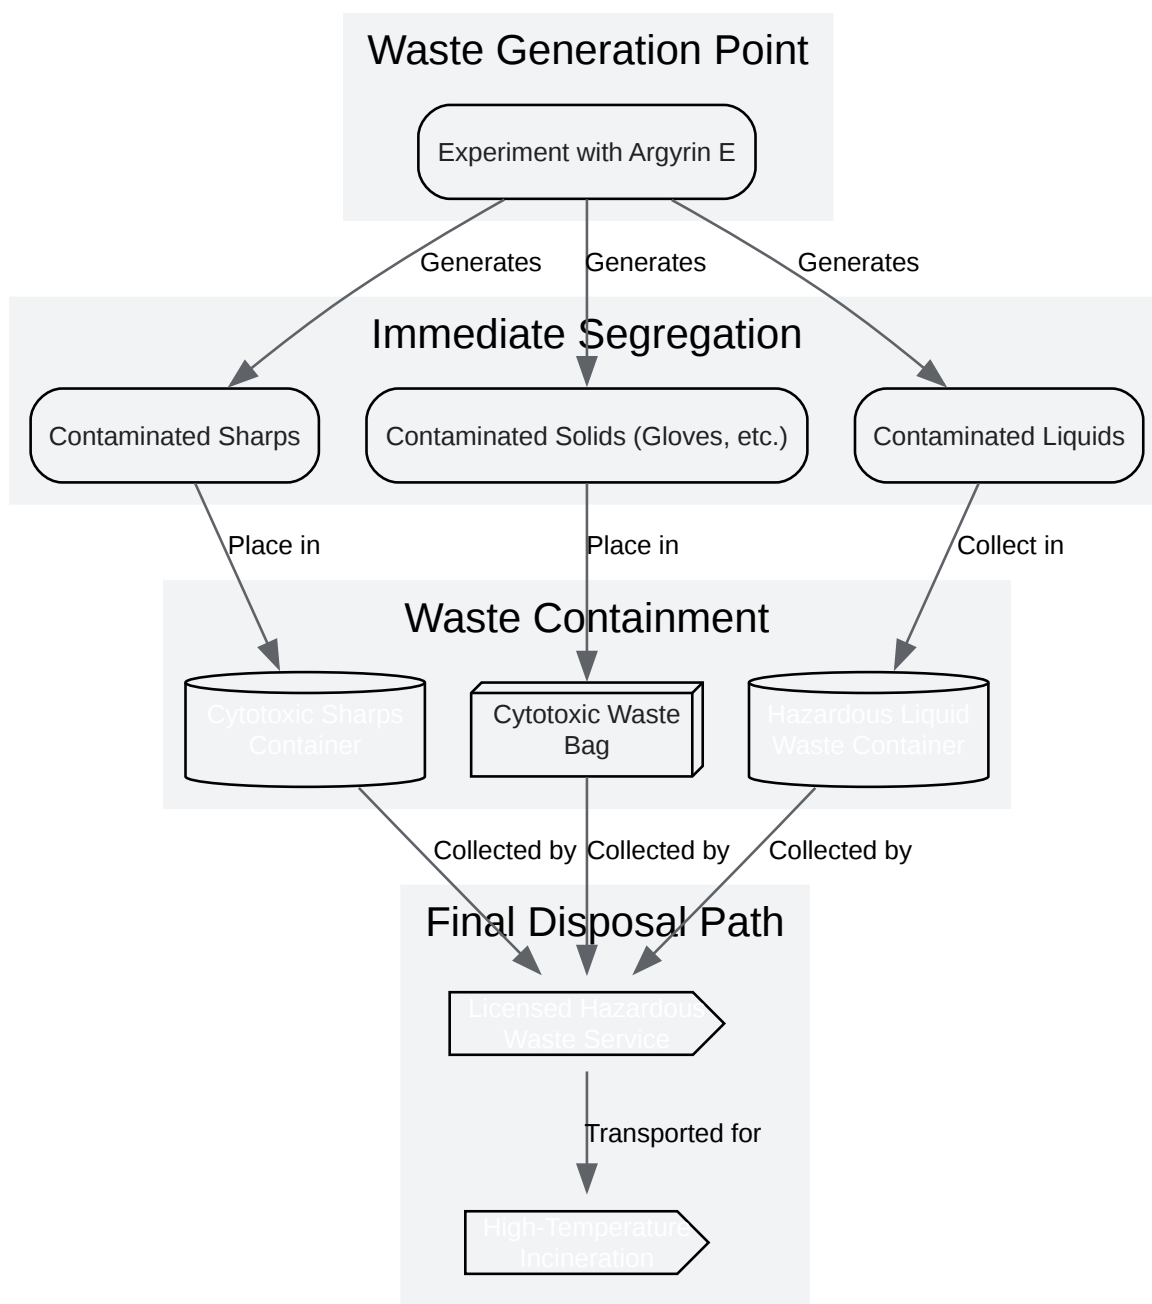 Waste Generation Point
Experiment with Argyrin E
Generates
Generates
Generates
Immediate Segregation
Contaminated Sharps
Contaminated Solids (Gloves, etc.)
Contaminated Liquids
Place in
Place in
Collect in
Waste Containment
Cytotoxic Sharps
Container
Cytotoxic Waste
Bag
Hazardous Liquid
Waste Container
Collected by
Collected by
Collected by
Final Disposal Path
Licensed Hazardous
Waste Service
Transported for
High-Temperature
Incineration